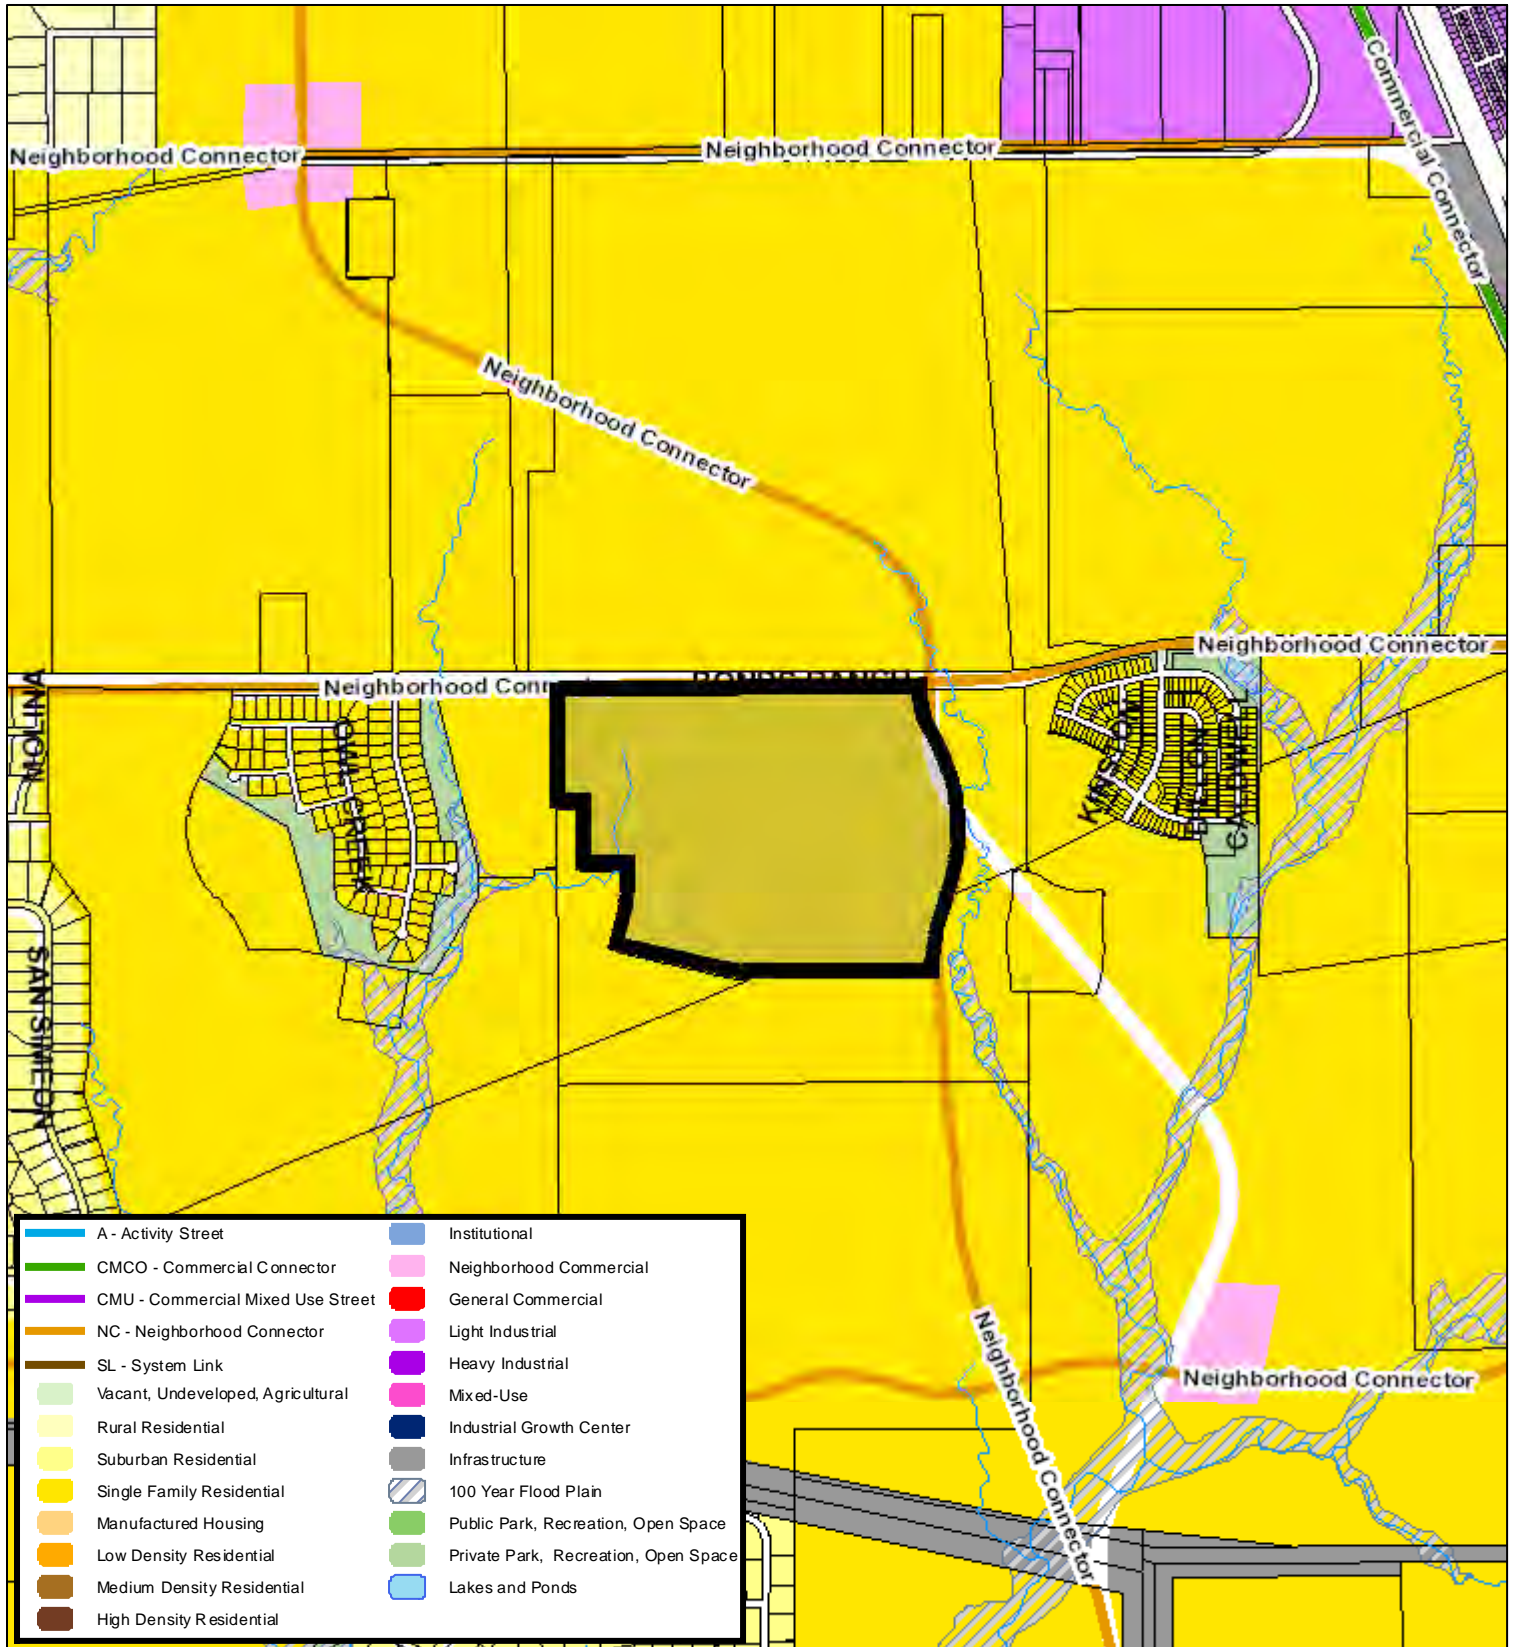 Commercial Connector
Neighborhood Connector
Neighborhood Connector
Neighborhood Connector
Neighborhood Connector
BONDS RANCH
Neighborhood
MOLINA
SAN SIMEON
DILLON
CALDWELL
Neighborhood Connector
Neighborhood Connector
A - Activity Street
CMCO - Commercial Connector
CMU - Commercial Mixed Use Street
NC - Neighborhood Connector
SL - System Link
Vacant, Undeveloped, Agricultural
Rural Residential
Suburban Residential
Single Family Residential
Manufactured Housing
Low Density Residential
Medium Density Residential
High Density Residential
Institutional
Neighborhood Commercial
General Commercial
Light Industrial
Heavy Industrial
Mixed-Use
Industrial Growth Center
Infrastructure
100 Year Flood Plain
Public Park, Recreation, Open Space
Private Park, Recreation, Open Space
Lakes and Ponds